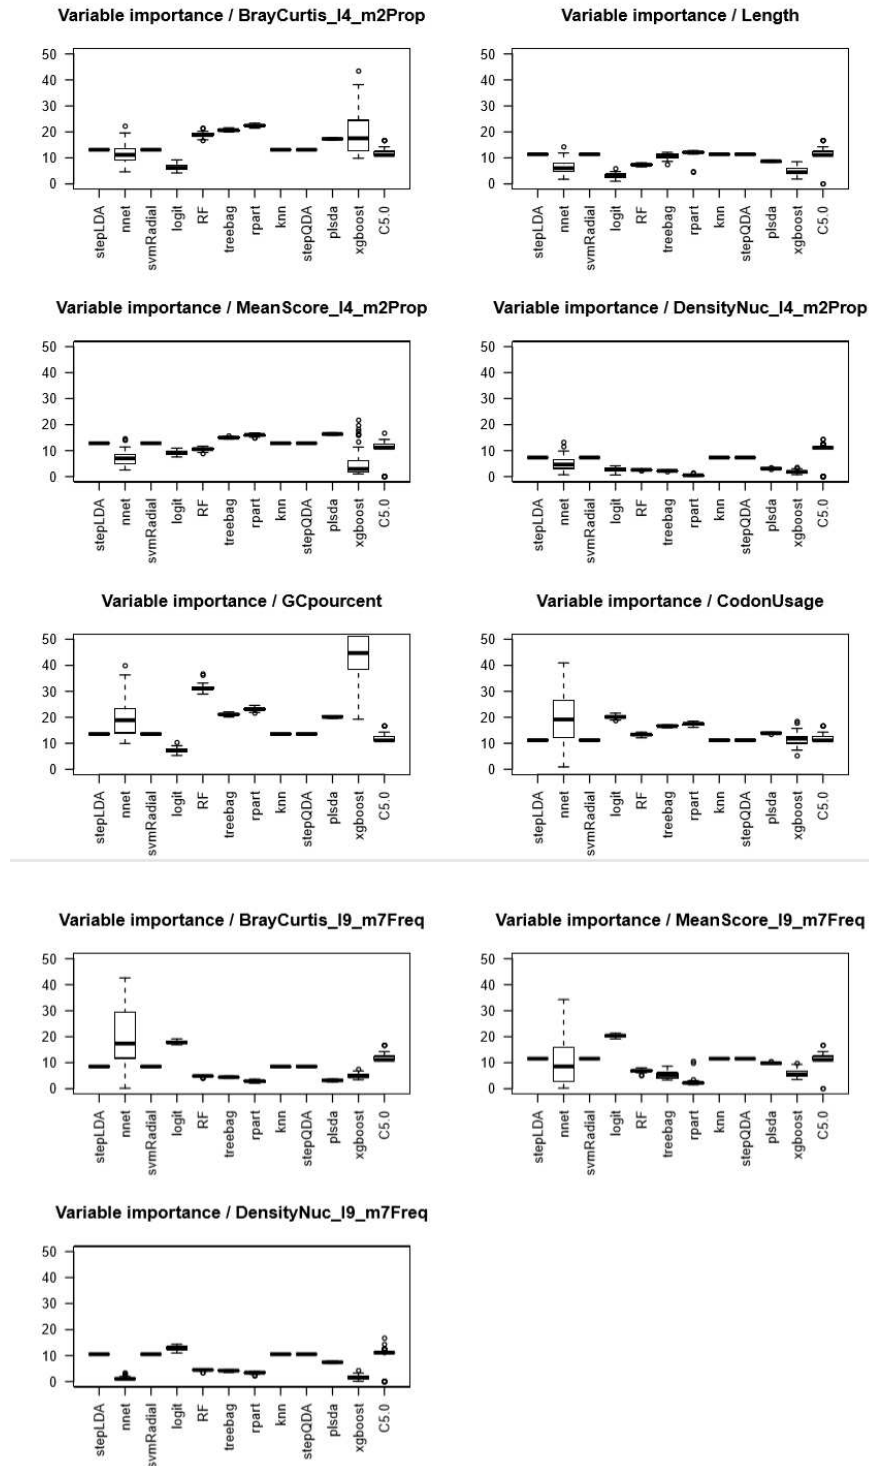 Variable importance / BrayCurtis_l4_m2Prop
50
40
30
20
10
0
stepLDA
nnet
svmRadial
logit
RF
treebag
rpart
knn
stepQDA
plsda
xgboost
C5.0
Variable importance / Length
50
40
30
20
10
0
stepLDA
nnet
svmRadial
logit
RF
treebag
rpart
knn
stepQDA
plsda
xgboost
C5.0
Variable importance / MeanScore_l4_m2Prop
50
40
30
20
10
0
stepLDA
nnet
svmRadial
logit
RF
treebag
rpart
knn
stepQDA
plsda
xgboost
C5.0
Variable importance / DensityNuc_l4_m2Prop
50
40
30
20
10
0
stepLDA
nnet
svmRadial
logit
RF
treebag
rpart
knn
stepQDA
plsda
xgboost
C5.0
Variable importance / GCpourcent
50
40
30
20
10
0
stepLDA
nnet
svmRadial
logit
RF
treebag
rpart
knn
stepQDA
plsda
xgboost
C5.0
Variable importance / CodonUsage
50
40
30
20
10
0
stepLDA
nnet
svmRadial
logit
RF
treebag
rpart
knn
stepQDA
plsda
xgboost
C5.0
Variable importance / BrayCurtis_l9_m7Freq
50
40
30
20
10
0
stepLDA
nnet
svmRadial
logit
RF
treebag
rpart
knn
stepQDA
plsda
xgboost
C5.0
Variable importance / MeanScore_l9_m7Freq
50
40
30
20
10
0
stepLDA
nnet
svmRadial
logit
RF
treebag
rpart
knn
stepQDA
plsda
xgboost
C5.0
Variable importance / DensityNuc_l9_m7Freq
50
40
30
20
10
0
stepLDA
nnet
svmRadial
logit
RF
treebag
rpart
knn
stepQDA
plsda
xgboost
C5.0